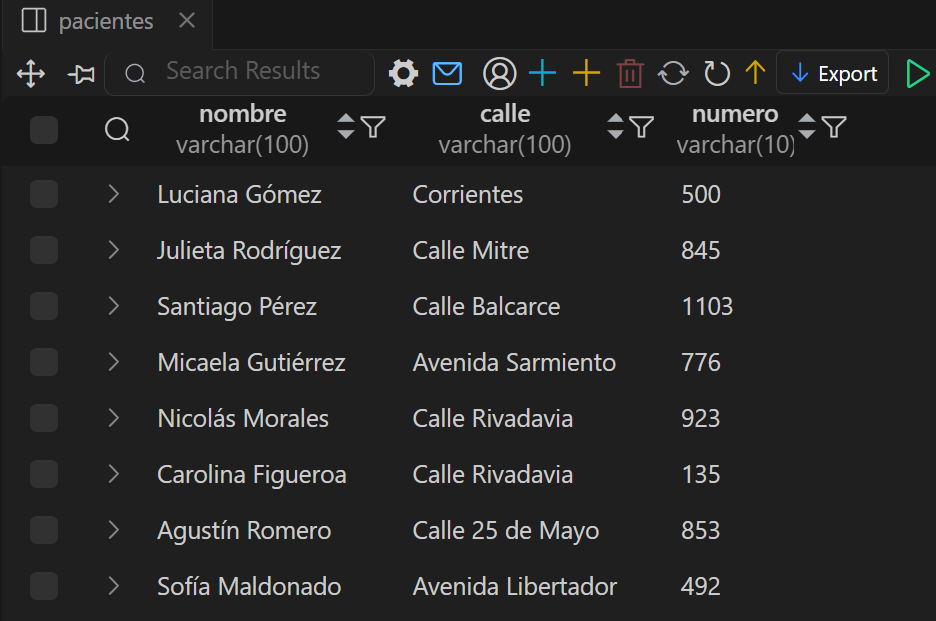 pacientes
Search Results
Export
nombre calle numero
varchar(100) varchar(100) varchar(10)
Luciana Gómez Corrientes 500
Julieta Rodríguez Calle Mitre 845
Santiago Pérez Calle Balcarce 1103
Micaela Gutiérrez Avenida Sarmiento 776
Nicolás Morales Calle Rivadavia 923
Carolina Figueroa Calle Rivadavia 135
Agustín Romero Calle 25 de Mayo 853
Sofía Maldonado Avenida Libertador 492